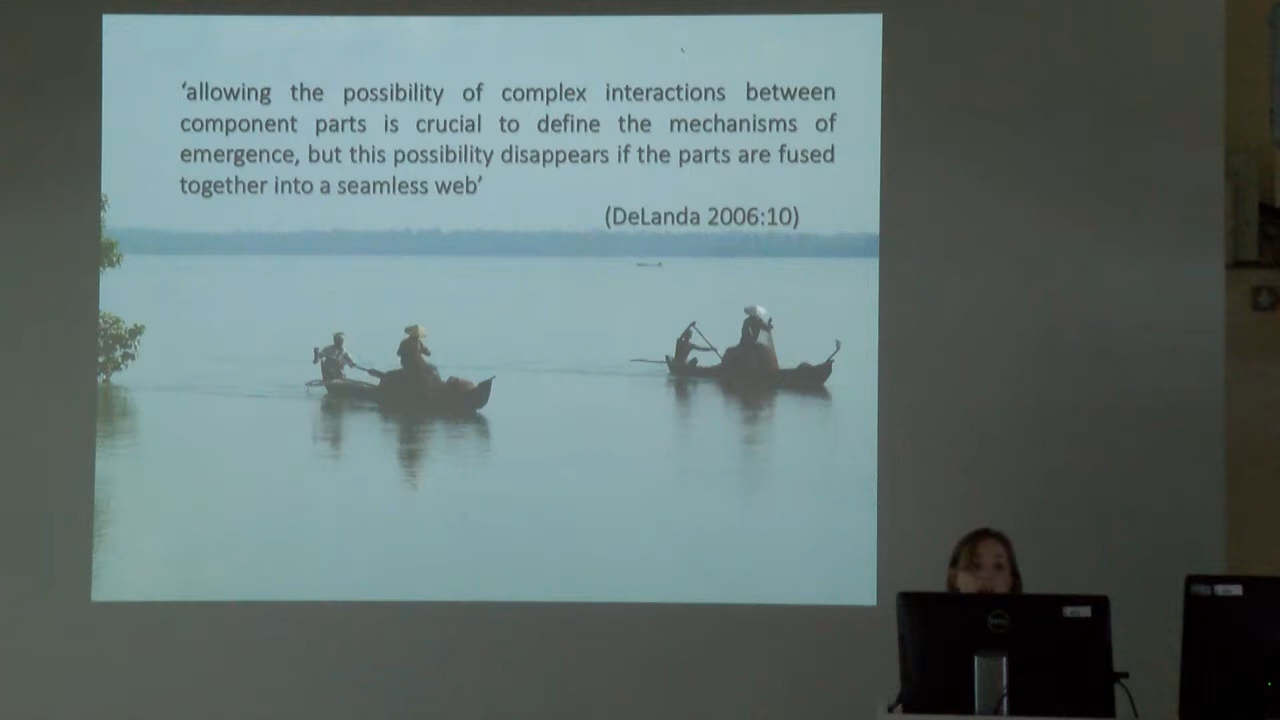 ‘allowing the possibility of complex interactions between
component parts is crucial to define the mechanisms of
emergence, but this possibility disappears if the parts are fused
together into a seamless web’
(DeLanda 2006:10)
DELL